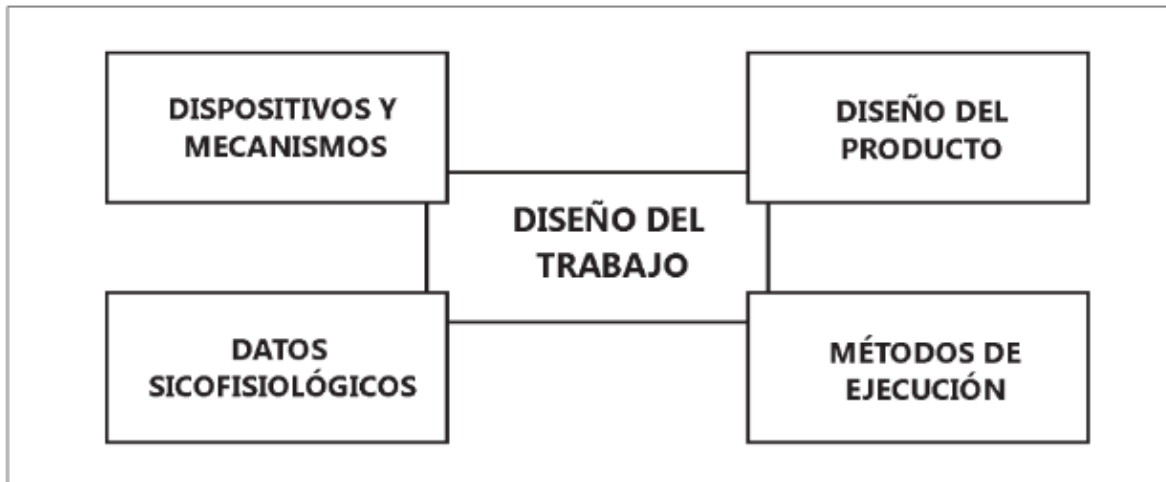 DISPOSITIVOS Y
MECANISMOS
DISEÑO DEL
PRODUCTO
DISEÑO DEL
TRABAJO
DATOS
SICOFISIOLÓGICOS
MÉTODOS DE
EJECUCIÓN